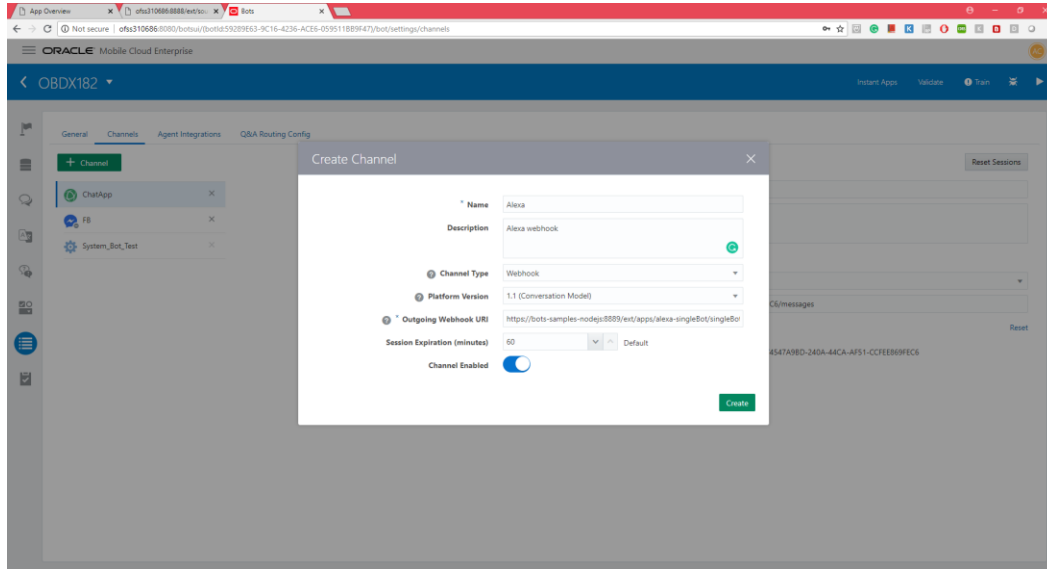 App Overview
ofss310686:8888/ext/sou
Bots
Not secure | ofss310686:8080/botsui/(botid:59289E63-9C16-4236-ACE6-059511BB9F47)/bot/settings/channels
ORACLE Mobile Cloud Enterprise
AC
OBDX182
Instant Apps Validate Train
General Channels Agent Integrations Q&A Routing Config
+ Channel
Reset Sessions
ChatApp
FB
System_Bot_Test
C6/messages
Reset
4547A9BD-240A-44CA-AF51-CCFEEB69FEC6
Create Channel
* Name Alexa
Description Alexa webhook
Channel Type Webhook
Platform Version 1.1 (Conversation Model)
* Outgoing Webhook URI https://bots-samples-nodejs:8889/ext/apps/alexa-singleBot/singleBot
Session Expiration (minutes) 60 Default
Channel Enabled
Create